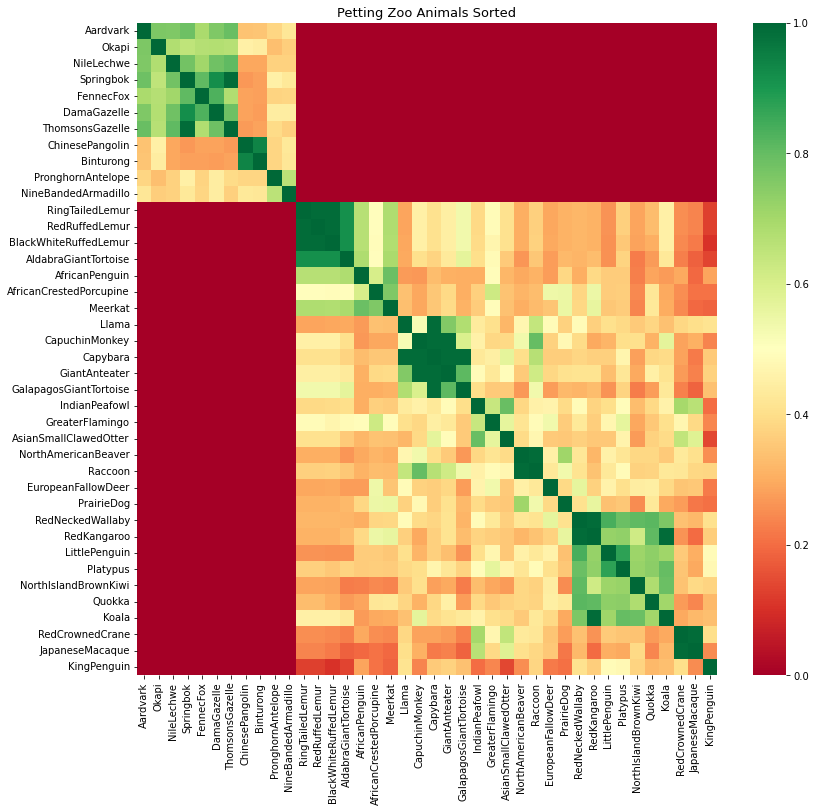 Petting Zoo Animals Sorted
Aardvark
Okapi
NileLechwe
Springbok
FennecFox
DamaGazelle
ThomsonsGazelle
ChinesePangolin
Binturong
PronghornAntelope
NineBandedArmadillo
RingTailedLemur
RedRuffedLemur
BlackWhiteRuffedLemur
AldabraGiantTortoise
AfricanPenguin
AfricanCrestedPorcupine
Meerkat
Llama
CapuchinMonkey
Capybara
GiantAnteater
GalapagosGiantTortoise
IndianPeafowl
GreaterFlamingo
AsianSmallClawedOtter
NorthAmericanBeaver
Raccoon
EuropeanFallowDeer
PrairieDog
RedNeckedWallaby
RedKangaroo
LittlePenguin
Platypus
NorthIslandBrownKiwi
Quokka
Koala
RedCrownedCrane
JapaneseMacaque
KingPenguin
1.0
0.8
0.6
0.4
0.2
0.0
Aardvark
Okapi
NileLechwe
Springbok
FennecFox
DamaGazelle
ThomsonsGazelle
ChinesePangolin
Binturong
PronghornAntelope
NineBandedArmadillo
RingTailedLemur
RedRuffedLemur
BlackWhiteRuffedLemur
AldabraGiantTortoise
AfricanPenguin
AfricanCrestedPorcupine
Meerkat
Llama
CapuchinMonkey
Capybara
GiantAnteater
GalapagosGiantTortoise
IndianPeafowl
GreaterFlamingo
AsianSmallClawedOtter
NorthAmericanBeaver
Raccoon
EuropeanFallowDeer
PrairieDog
RedNeckedWallaby
RedKangaroo
LittlePenguin
Platypus
NorthIslandBrownKiwi
Quokka
Koala
RedCrownedCrane
JapaneseMacaque
KingPenguin